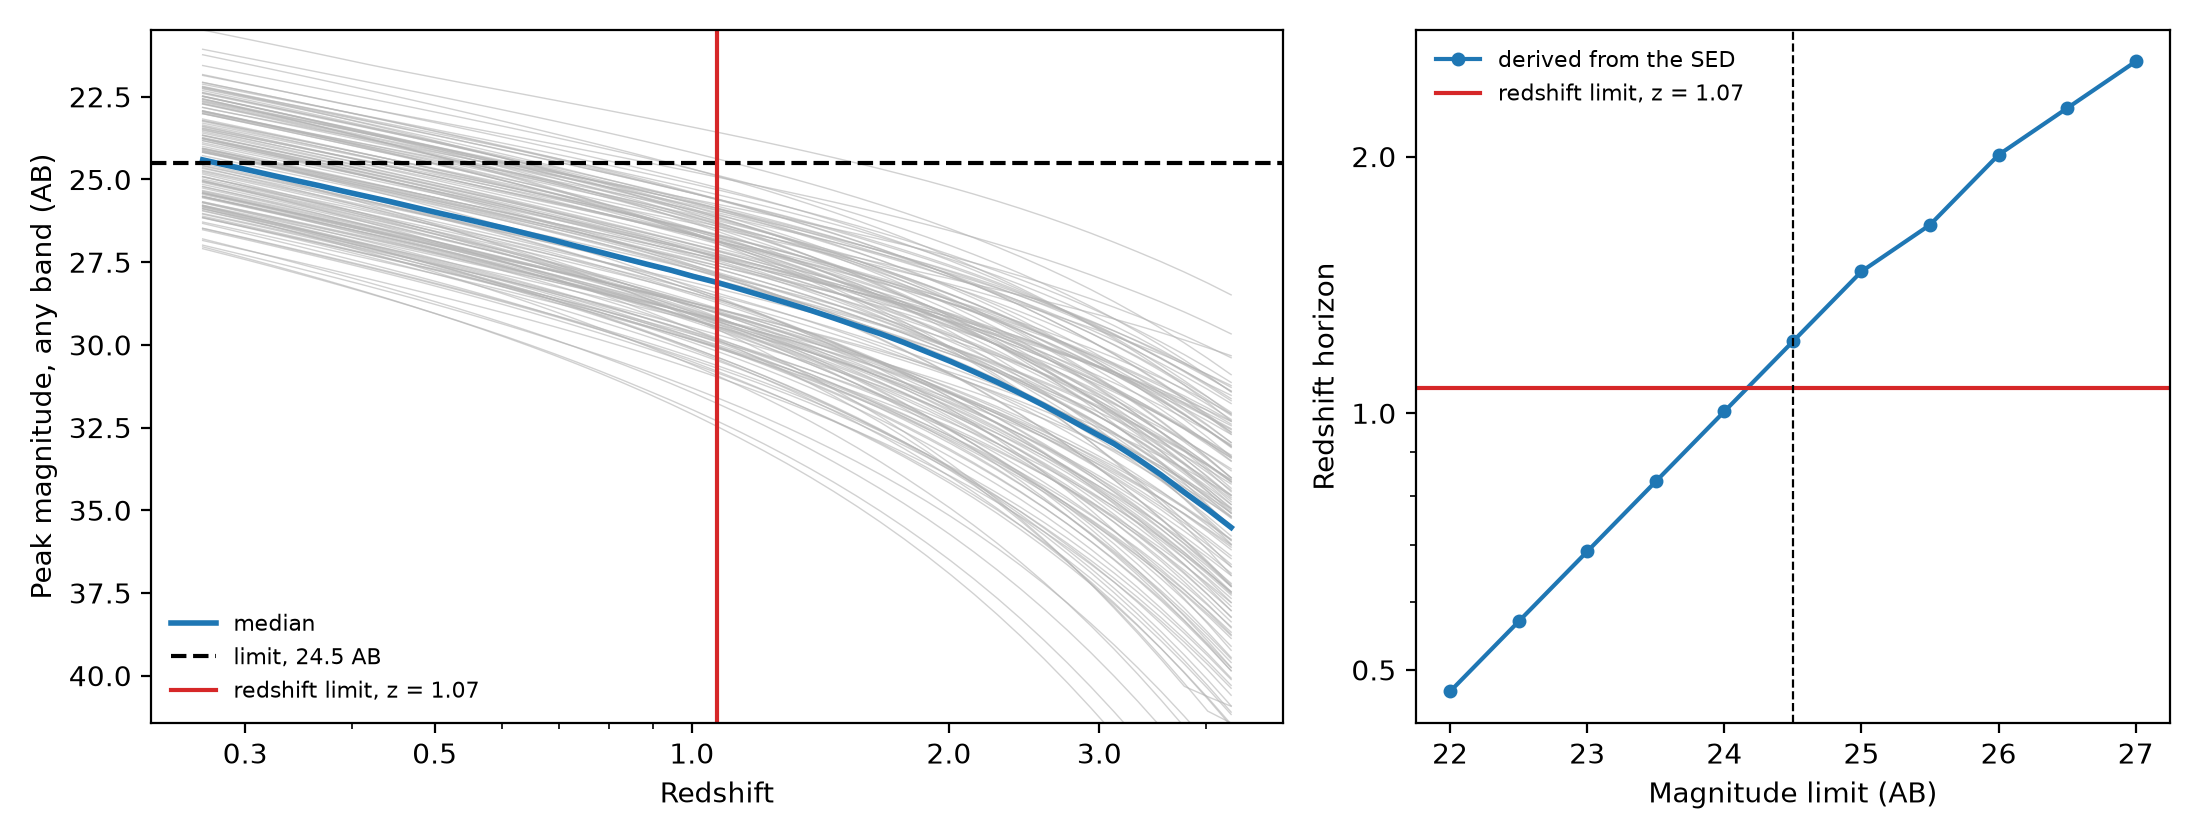 Peak magnitude, any band (AB)
22.5
25.0
27.5
30.0
32.5
35.0
37.5
40.0
median
limit, 24.5 AB
redshift limit, z = 1.07
0.3
0.5
1.0
2.0
3.0
Redshift
Redshift horizon
derived from the SED
redshift limit, z = 1.07
2.0
1.0
0.5
22
23
24
25
26
27
Magnitude limit (AB)